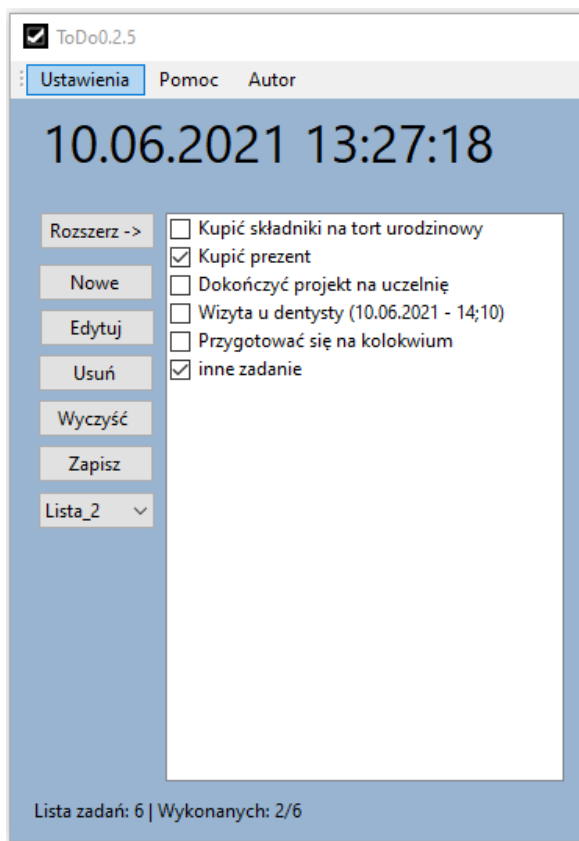 ToDo0.2.5
Ustawienia Pomoc Autor
10.06.2021 13:27:18
Rozszerz ->
Nowe
Edytuj
Usuń
Wyczyść
Zapisz
Lista_2
Kupić składniki na tort urodzinowy
Kupić prezent
Dokończyć projekt na uczelnię
Wizyta u dentysty (10.06.2021 - 14;10)
Przygotować się na kolokwium
inne zadanie
Lista zadań: 6 | Wykonanych: 2/6